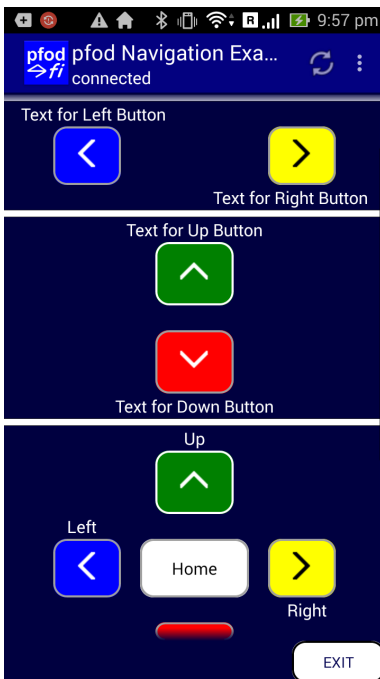 R 9:57 pm
pfod pfod Navigation Exa...
fi connected
Text for Left Button
Text for Right Button
Text for Up Button
Text for Down Button
Up
Left
Home
Right
EXIT